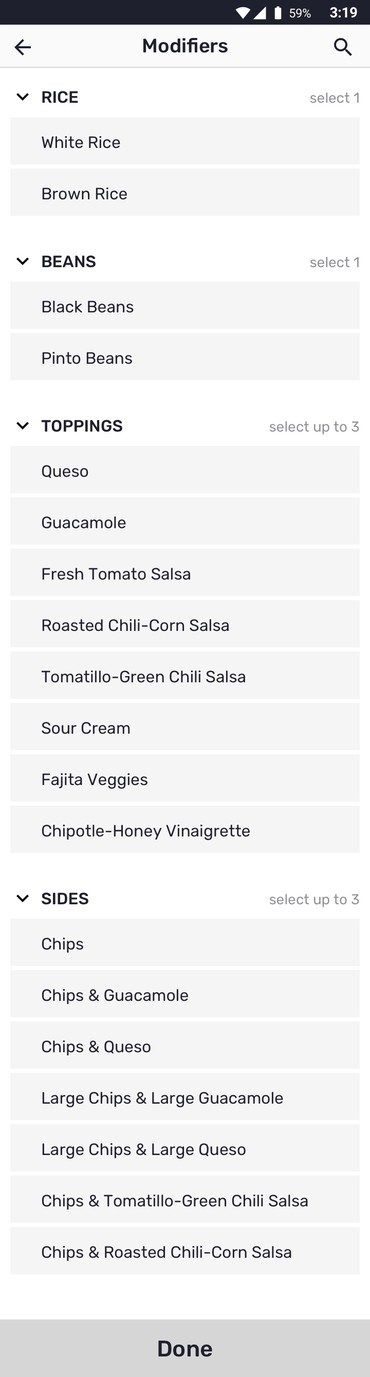 59% 3:19
Modifiers
RICE select 1
White Rice
Brown Rice
BEANS select 1
Black Beans
Pinto Beans
TOPPINGS select up to 3
Queso
Guacamole
Fresh Tomato Salsa
Roasted Chili-Corn Salsa
Tomatillo-Green Chili Salsa
Sour Cream
Fajita Veggies
Chipotle-Honey Vinaigrette
SIDES select up to 3
Chips
Chips & Guacamole
Chips & Queso
Large Chips & Large Guacamole
Large Chips & Large Queso
Chips & Tomatillo-Green Chili Salsa
Chips & Roasted Chili-Corn Salsa
Done